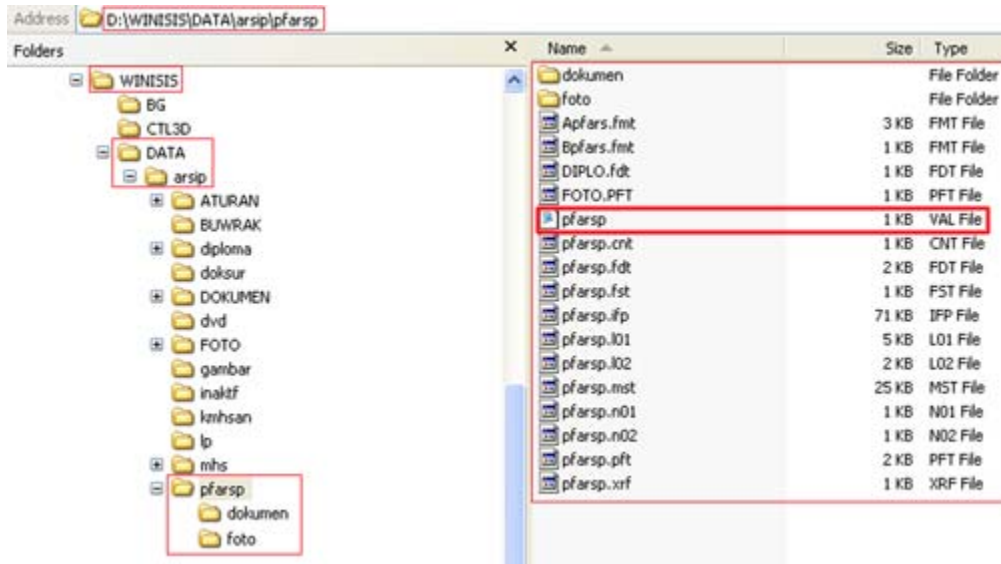 Address D:\WINISIS\DATA\arsip\pfarsp
Folders
WINISIS
BG
CTL3D
DATA
arsip
ATURAN
BUWRAK
diploma
doksur
DOKUMEN
dvd
FOTO
gambar
inaktf
kmhsan
lp
mhs
pfarsp
dokumen
foto
Name Size Type
dokumen File Folder
foto File Folder
Apfars.fmt 3 KB FMT File
Bpfars.fmt 1 KB FMT File
DIPLO.fdt 1 KB FDT File
FOTO.PFT 1 KB PFT File
pfarsp 1 KB VAL File
pfarsp.cnt 1 KB CNT File
pfarsp.fdt 2 KB FDT File
pfarsp.fst 1 KB FST File
pfarsp.ifp 71 KB IFP File
pfarsp.l01 5 KB L01 File
pfarsp.l02 2 KB L02 File
pfarsp.mst 25 KB MST File
pfarsp.n01 1 KB N01 File
pfarsp.n02 1 KB N02 File
pfarsp.pft 2 KB PFT File
pfarsp.xrf 1 KB XRF File